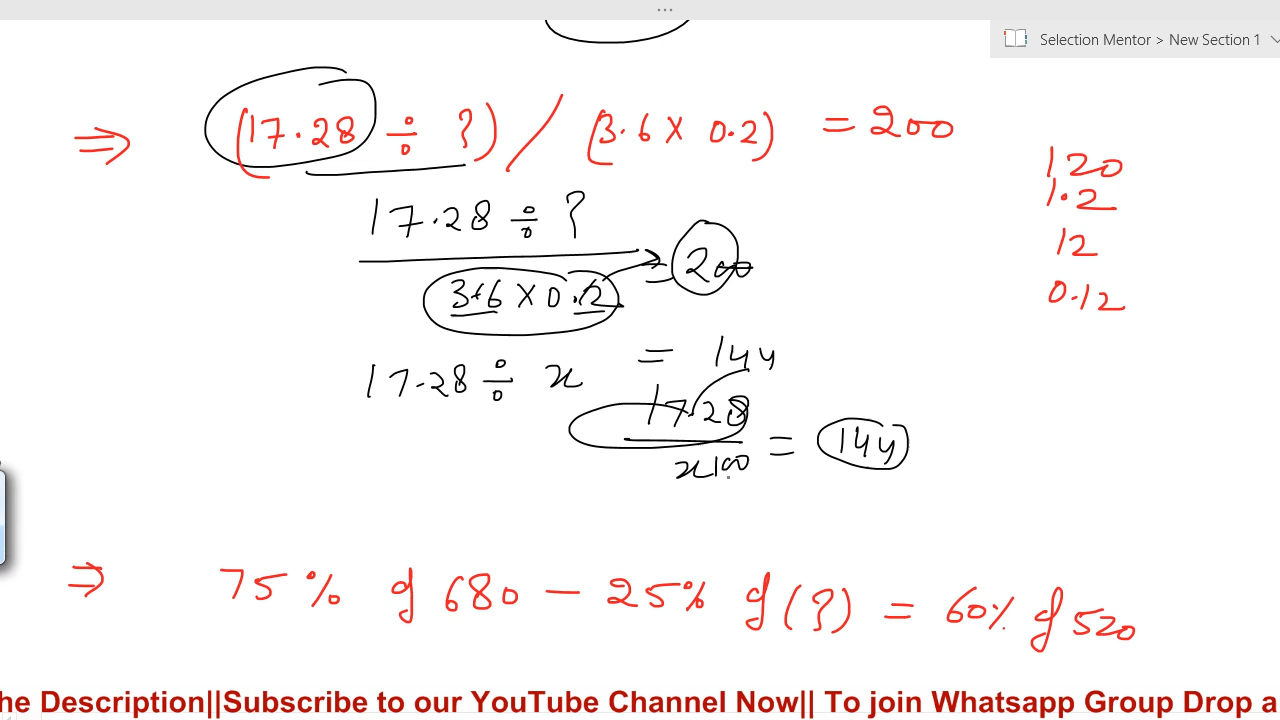 Selection Mentor > New Section 1
(17.28 ÷ ?) / (3.6 × 0.2) = 200
120
1.2
12
0.12
17.28 ÷ ?
3.6 × 0.2
= 200
17.28 ÷ x = 144
17.28
x100
= 144
⇒ 75% of 680 − 25% of (?) = 60% of 520
he Description||Subscribe to our YouTube Channel Now|| To join Whatsapp Group Drop a